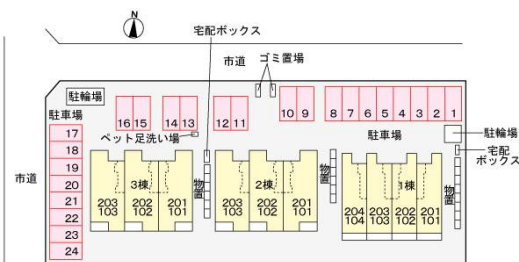 N
宅配ボックス
市道
ゴミ置場
駐輪場
駐車場
16 15
14 13
12 11
10 9
8 7 6 5 4 3 2 1
ペット足洗い場
駐車場
駐輪場
宅配
ボックス
市道
17
18
19
20
21
22
23
24
3棟
203 202 201
103 102 101
物置
2棟
203 202 201
103 102 101
物置
1棟
204 203 202 201
104 103 102 101
物置